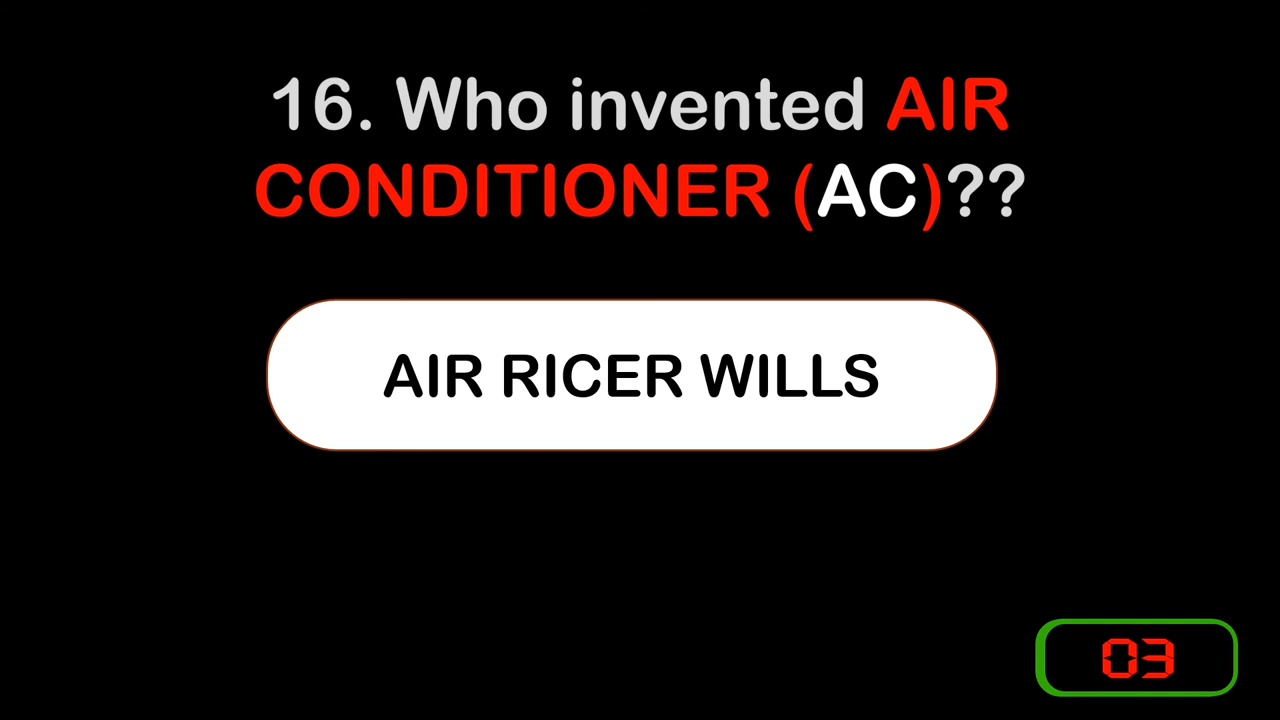 16. Who invented AIR
CONDITIONER (AC)??
AIR RICER WILLS
03